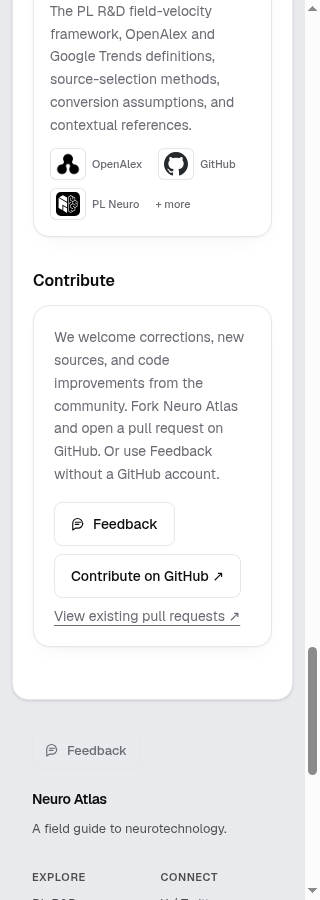 The PL R&D field-velocity
framework, OpenAlex and
Google Trends definitions,
source-selection methods,
conversion assumptions, and
contextual references.
OpenAlex GitHub
PL Neuro + more
Contribute
We welcome corrections, new
sources, and code
improvements from the
community. Fork Neuro Atlas
and open a pull request on
GitHub. Or use Feedback
without a GitHub account.
Feedback
Contribute on GitHub ↗
View existing pull requests ↗
Feedback
Neuro Atlas
A field guide to neurotechnology.
EXPLORE CONNECT